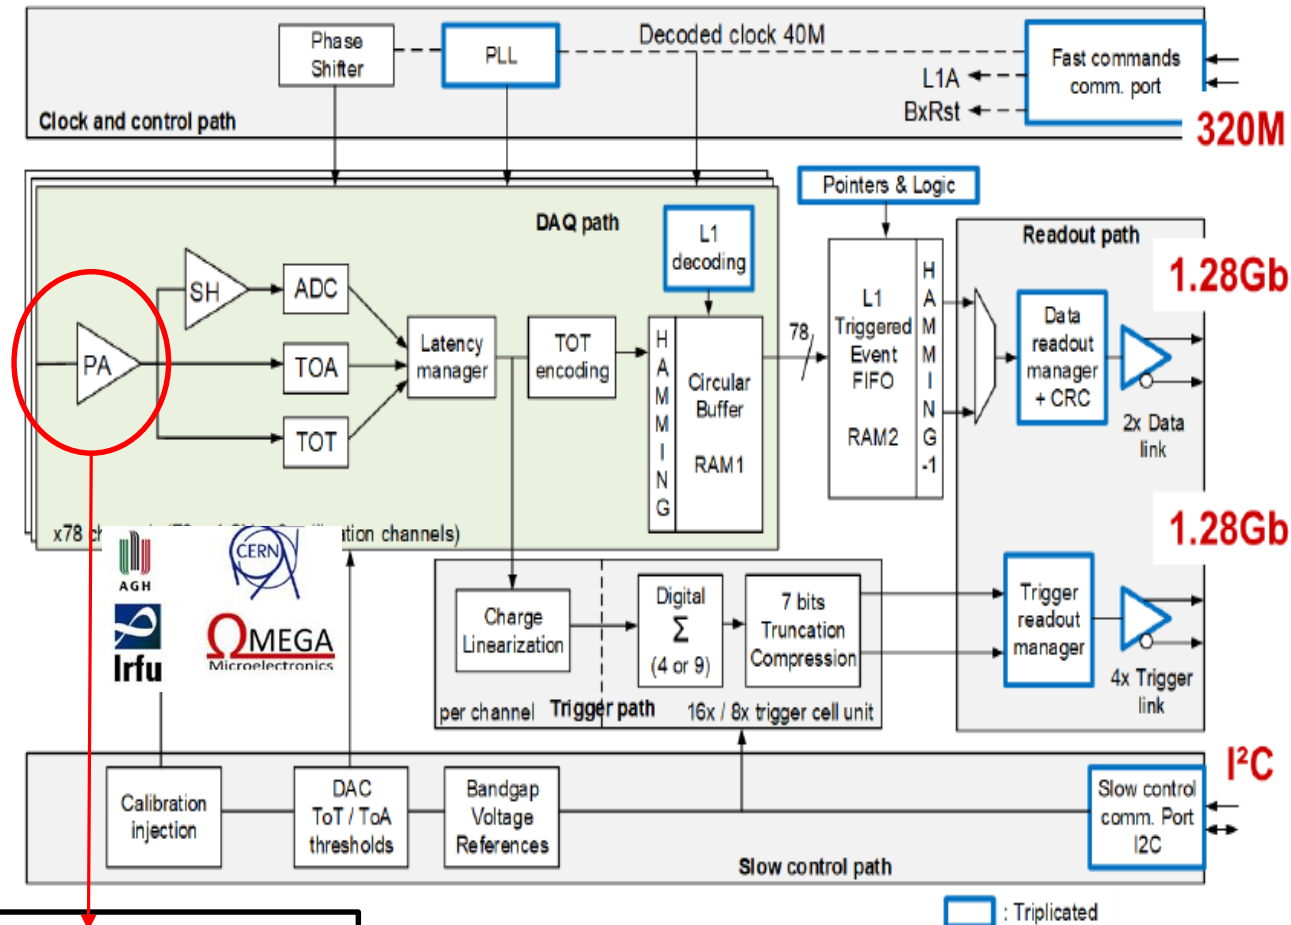 Phase
Shifter
PLL
Decoded clock 40M
L1A
BxRst
Fast commands
comm. port
Clock and control path
320M
DAQ path
L1
decoding
Pointers & Logic
Readout path
1.28Gb
PA
SH
ADC
TOA
TOT
Latency
manager
TOT
encoding
HAMMING
Circular
Buffer
RAM1
78
L1
Triggered
Event
FIFO
RAM2
HAMMING-1
Data
readout
manager
+ CRC
2x Data
link
x78 ch
ation channels)
1.28Gb
AGH
CERN
Irfu
ΩMEGA
Microelectronics
Charge
Linearization
Digital
Σ
(4 or 9)
7 bits
Truncation
Compression
Trigger
readout
manager
4x Trigger
link
per channel
Trigger path
16x / 8x trigger cell unit
I²C
Calibration
injection
DAC
ToT / ToA
thresholds
Bandgap
Voltage
References
Slow control
comm. Port
I2C
Slow control path
: Triplicated